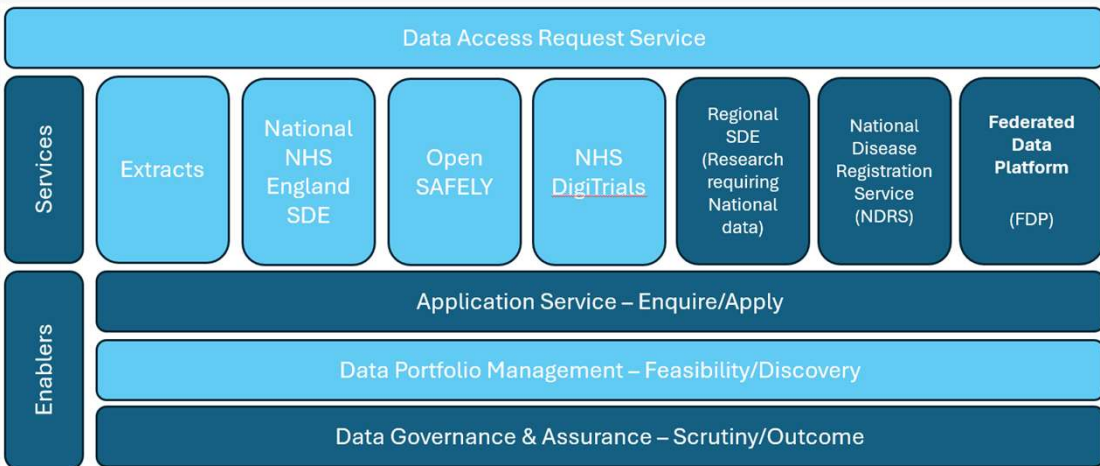 Data Access Request Service
Services
Extracts
National
NHS
England
SDE
Open
SAFELY
NHS
DigiTrials
Regional
SDE
(Research
requiring
National
data)
National
Disease
Registration
Service
(NDRS)
Federated
Data
Platform
(FDP)
Enablers
Application Service – Enquire/Apply
Data Portfolio Management – Feasibility/Discovery
Data Governance & Assurance – Scrutiny/Outcome